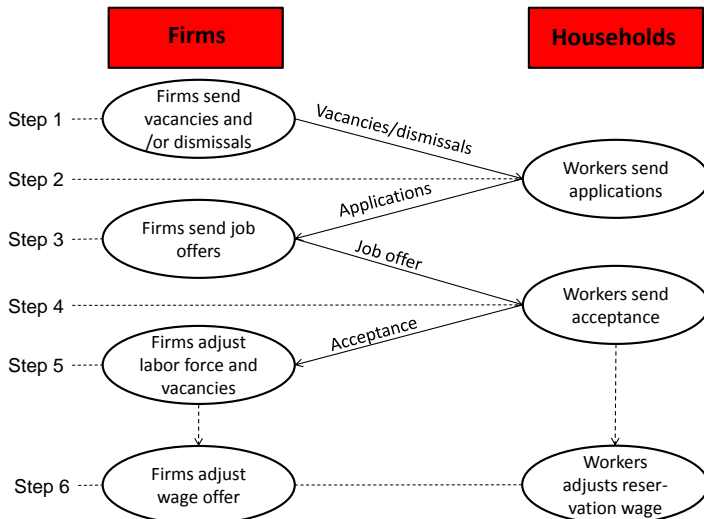 Firms
Households
Step 1
Firms send
vacancies and
/or dismissals
Vacancies/dismissals
Step 2
Workers send
applications
Applications
Step 3
Firms send job
offers
Job offer
Step 4
Workers send
acceptance
Acceptance
Step 5
Firms adjust
labor force and
vacancies
Step 6
Firms adjust
wage offer
Workers
adjusts reser-
vation wage